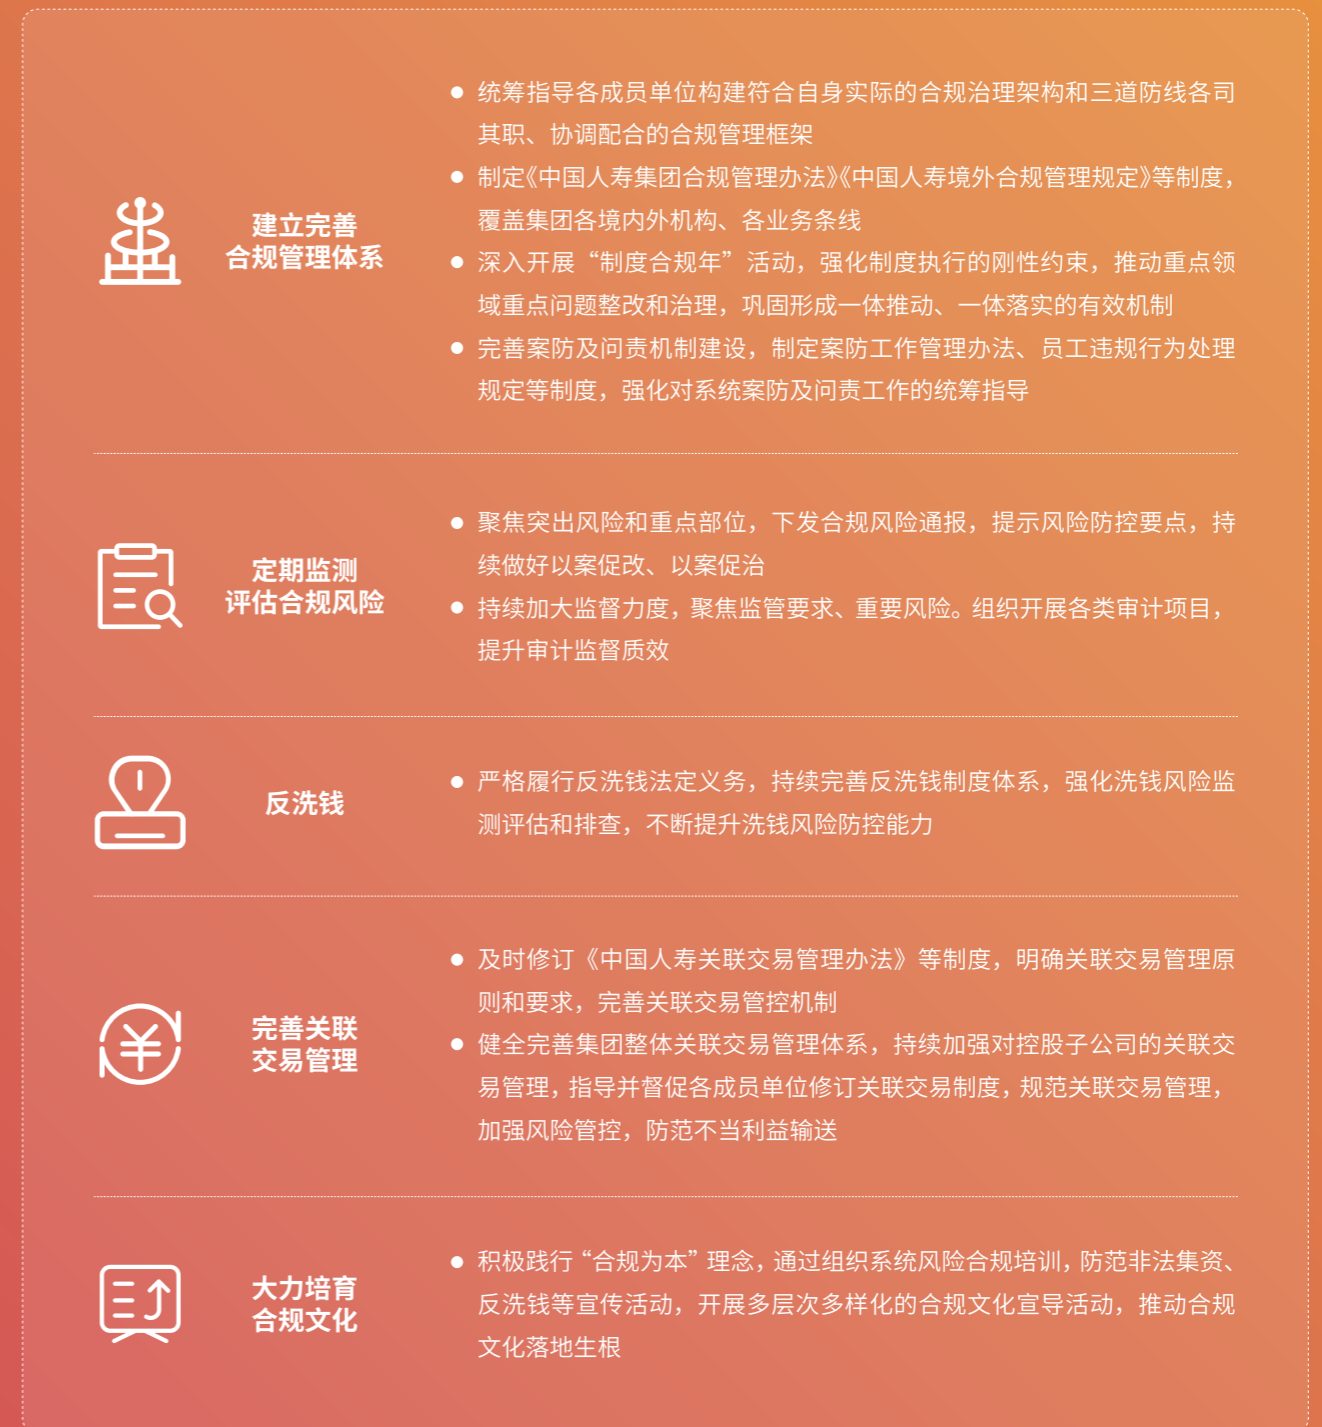 建立完善
合规管理体系
● 统筹指导各成员单位构建符合自身实际的合规治理架构和三道防线各司
其职、协调配合的合规管理框架
● 制定《中国人寿集团合规管理办法》《中国人寿境外合规管理规定》等制度，
覆盖集团各境内外机构、各业务条线
● 深入开展“制度合规年”活动，强化制度执行的刚性约束，推动重点领
域重点问题整改和治理，巩固形成一体推动、一体落实的有效机制
● 完善案防及问责机制建设，制定案防工作管理办法、员工违规行为处理
规定等制度，强化对系统案防及问责工作的统筹指导
定期监测
评估合规风险
● 聚焦突出风险和重点部位，下发合规风险通报，提示风险防控要点，持
续做好以案促改、以案促治
● 持续加大监督力度，聚焦监管要求、重要风险。组织开展各类审计项目，
提升审计监督质效
反洗钱
● 严格履行反洗钱法定义务，持续完善反洗钱制度体系，强化洗钱风险监
测评估和排查，不断提升洗钱风险防控能力
完善关联
交易管理
● 及时修订《中国人寿关联交易管理办法》等制度，明确关联交易管理原
则和要求，完善关联交易管控机制
● 健全完善集团整体关联交易管理体系，持续加强对控股子公司的关联交
易管理，指导并督促各成员单位修订关联交易制度，规范关联交易管理，
加强风险管控，防范不当利益输送
大力培育
合规文化
● 积极践行“合规为本”理念，通过组织系统风险合规培训，防范非法集资、
反洗钱等宣传活动，开展多层次多样化的合规文化宣导活动，推动合规
文化落地生根